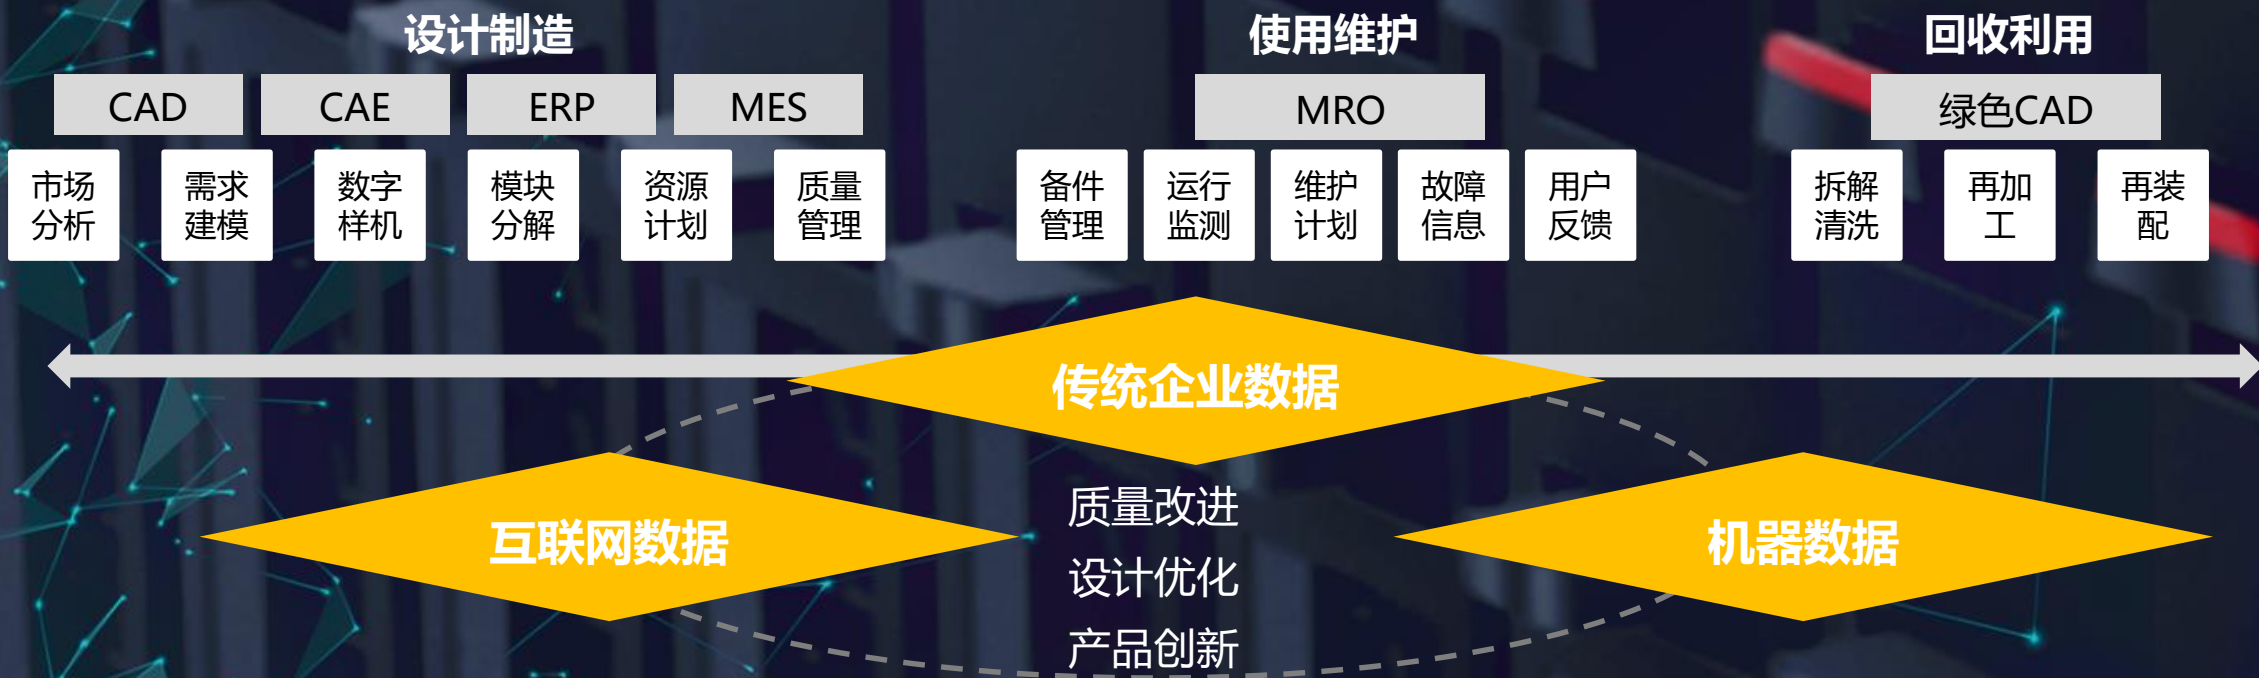 设计制造
使用维护
回收利用
CAD
CAE
ERP
MES
MRO
绿色CAD
市场
分析
需求
建模
数字
样机
模块
分解
资源
计划
质量
管理
备件
管理
运行
监测
维护
计划
故障
信息
用户
反馈
拆解
清洗
再加
工
再装
配
传统企业数据
互联网数据
机器数据
质量改进
设计优化
产品创新